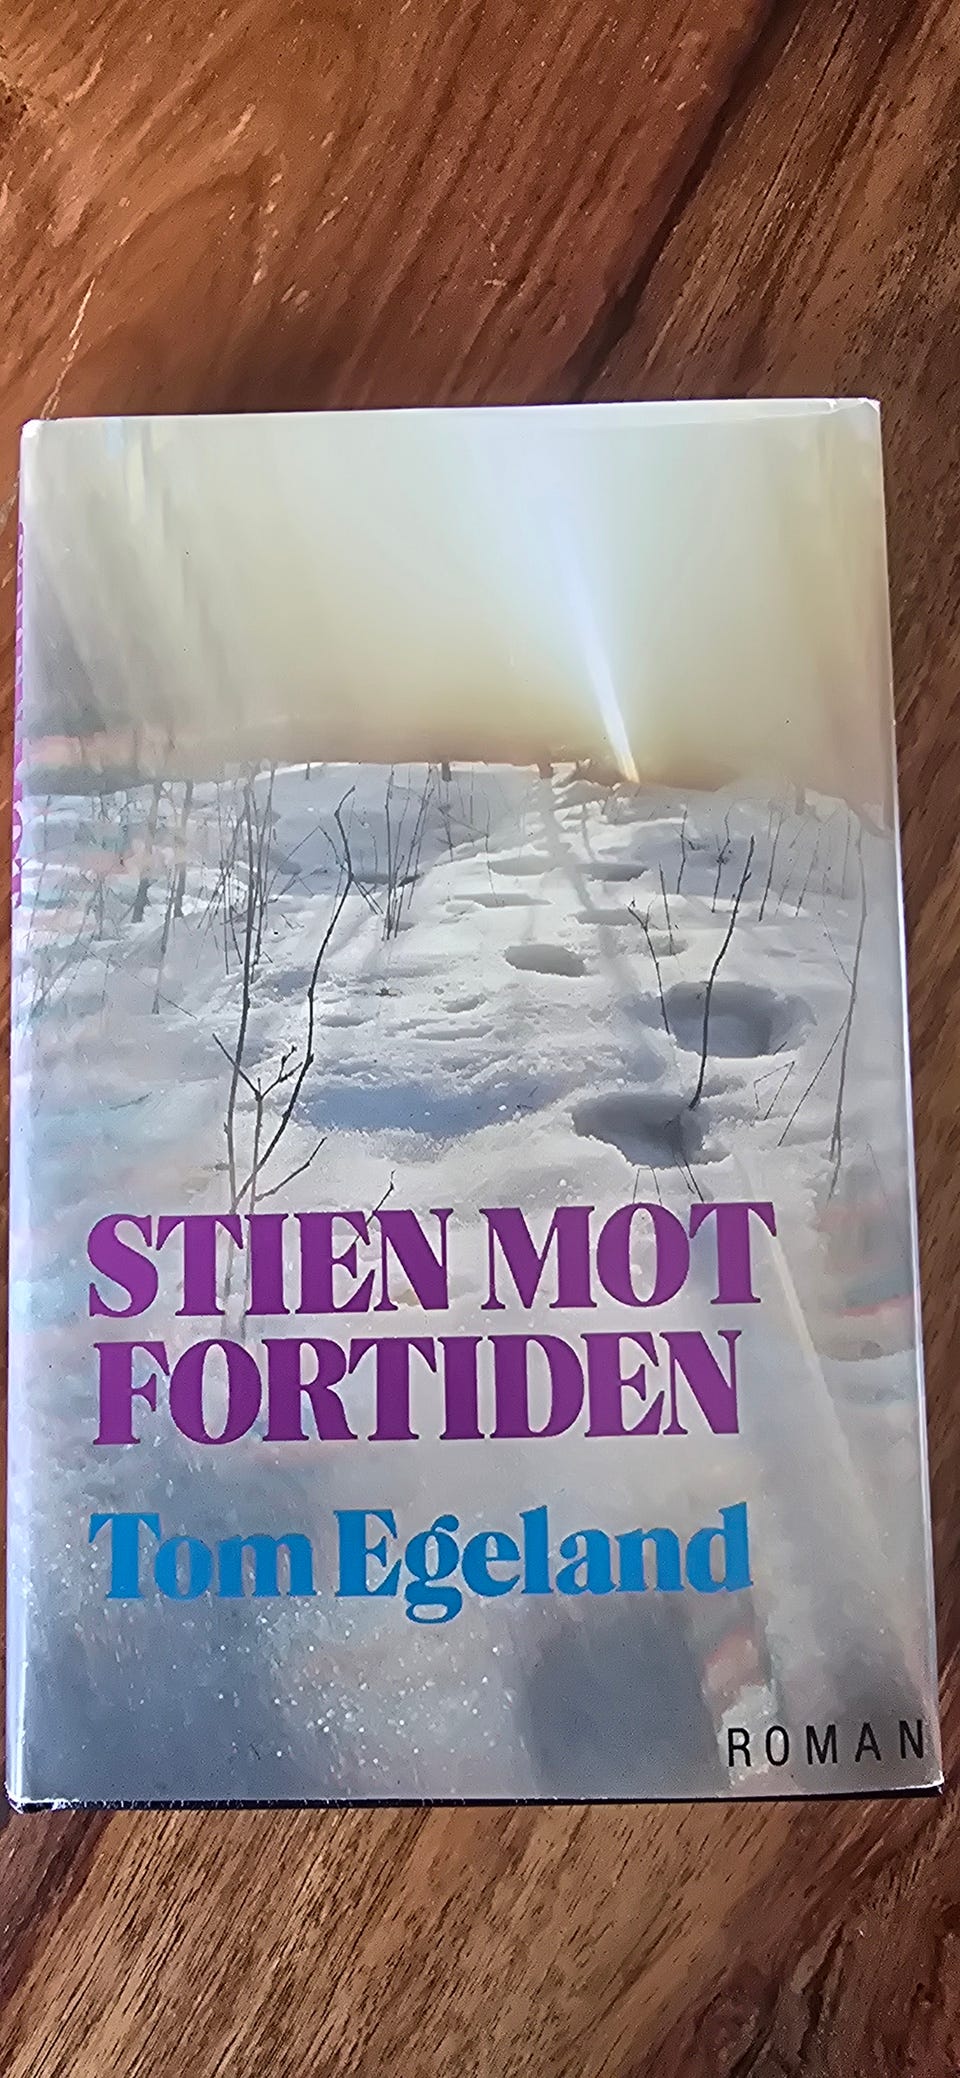 STIEN MOT
FORTIDEN
Tom Egeland
ROMAN